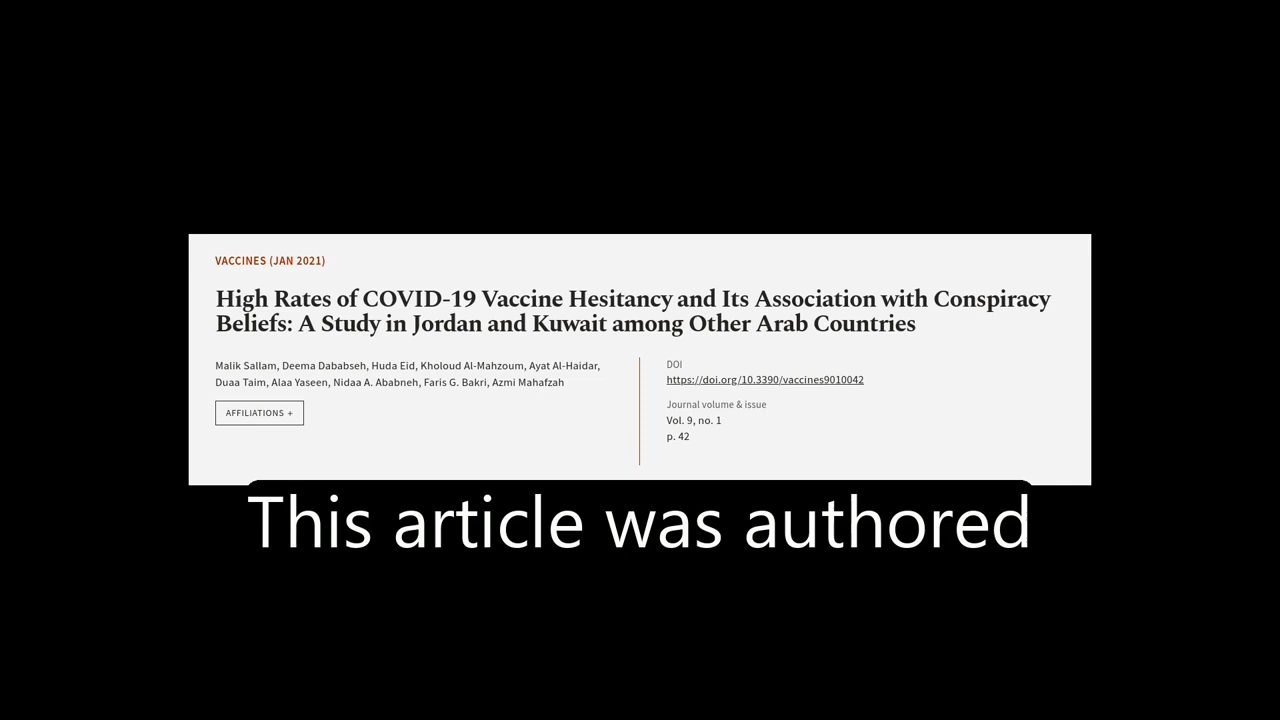 VACCINES (JAN 2021)
High Rates of COVID-19 Vaccine Hesitancy and Its Association with Conspiracy
Beliefs: A Study in Jordan and Kuwait among Other Arab Countries
Malik Sallam, Deema Dababseh, Huda Eid, Kholoud Al-Mahzoum, Ayat Al-Haidar,
Duaa Taim, Alaa Yaseen, Nidaa A. Ababneh, Faris G. Bakri, Azmi Mahafzah
AFFILIATIONS +
DOI
https://doi.org/10.3390/vaccines9010042
Journal volume & issue
Vol. 9, no. 1
p. 42
This article was authored